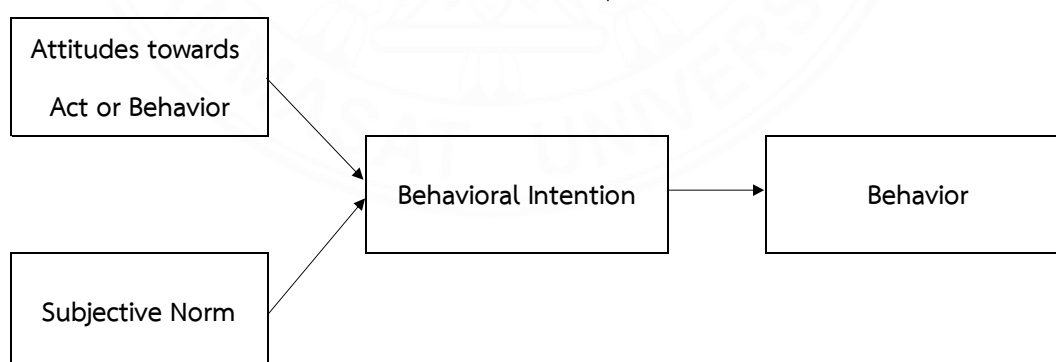 Attitudes towards
Act or Behavior
Behavioral Intention
Behavior
Subjective Norm